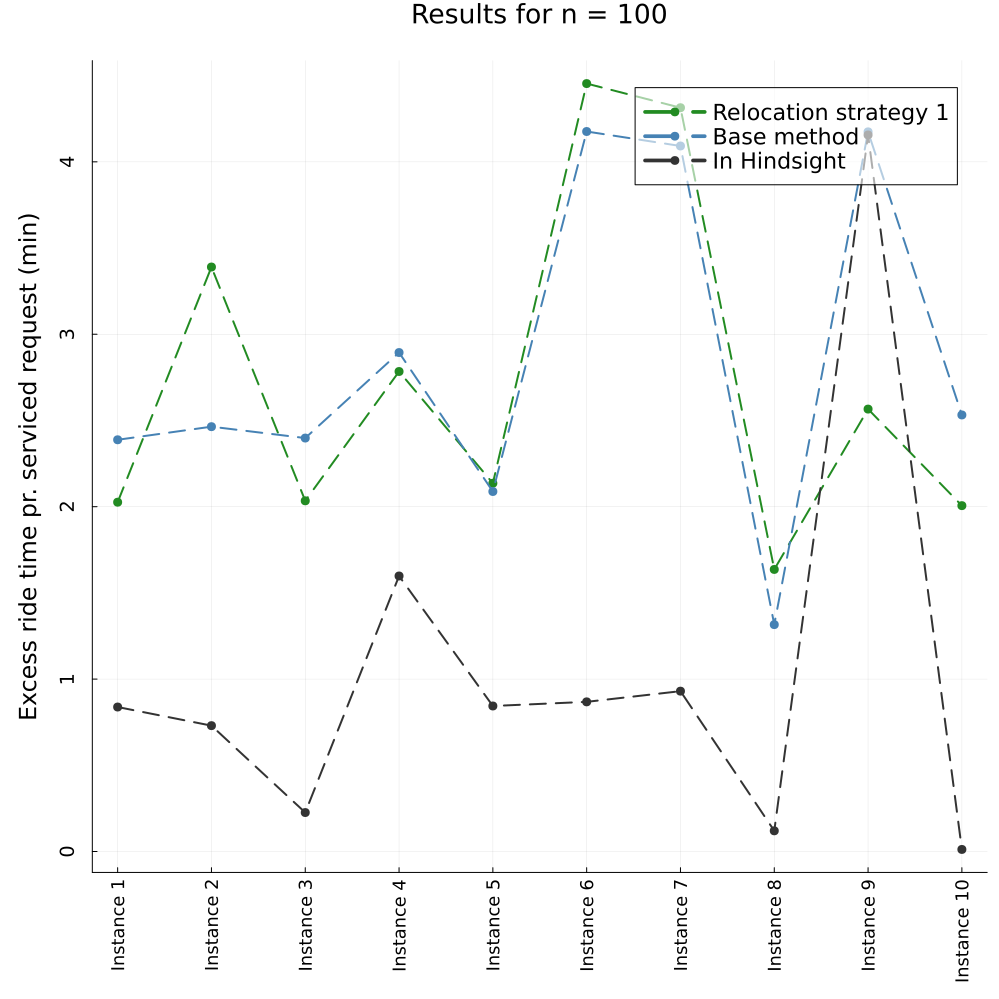 Results for n = 100
Relocation strategy 1
Base method
In Hindsight
Excess ride time pr. serviced request (min)
4
3
2
1
0
Instance 1
Instance 2
Instance 3
Instance 4
Instance 5
Instance 6
Instance 7
Instance 8
Instance 9
Instance 10